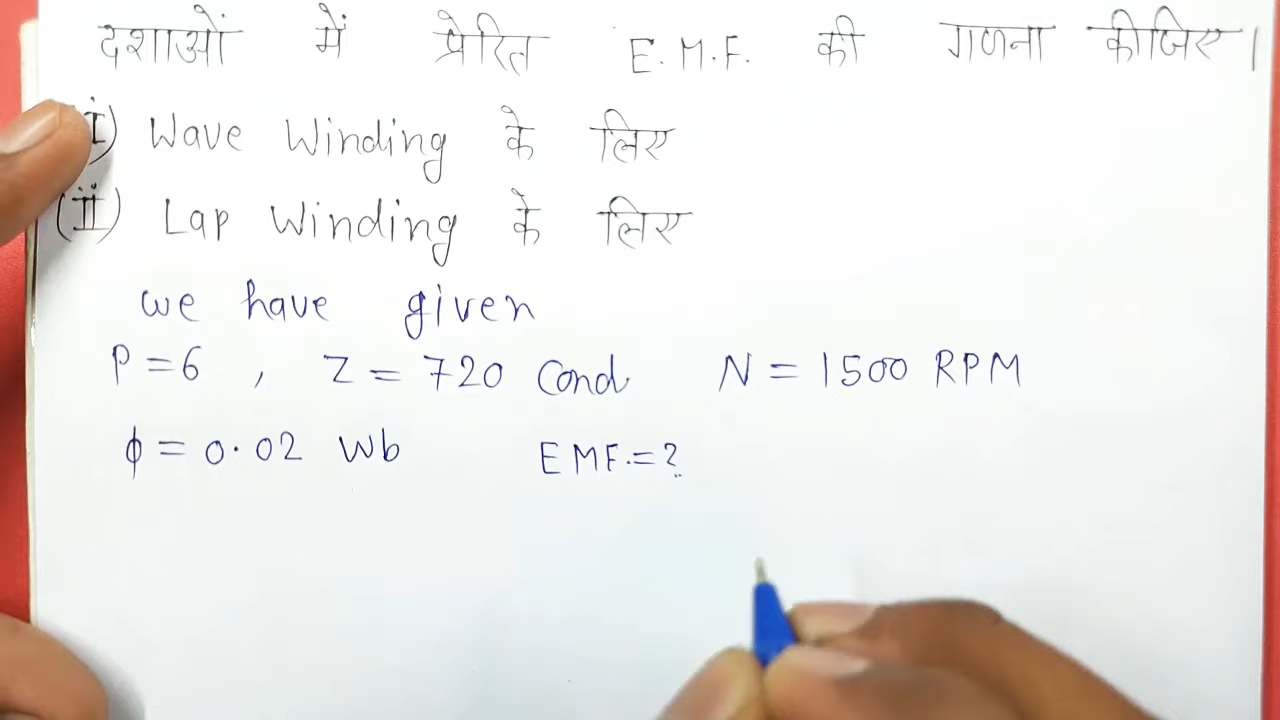 दशाओं में प्रेरित E.M.F. की गणना कीजिए।
(i) Wave Winding के लिए
(ii) Lap Winding के लिए
we have given
P = 6 , Z = 720 Cond. N = 1500 RPM
ϕ = 0.02 Wb EMF.= ?